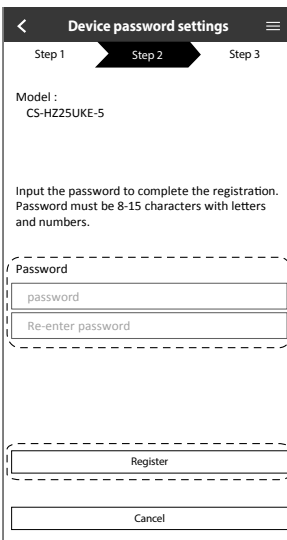 Device password settings
Step 1 Step 2 Step 3
Model :
CS-HZ25UKE-5
Input the password to complete the registration.
Password must be 8-15 characters with letters
and numbers.
Password
password
Re-enter password
Register
Cancel